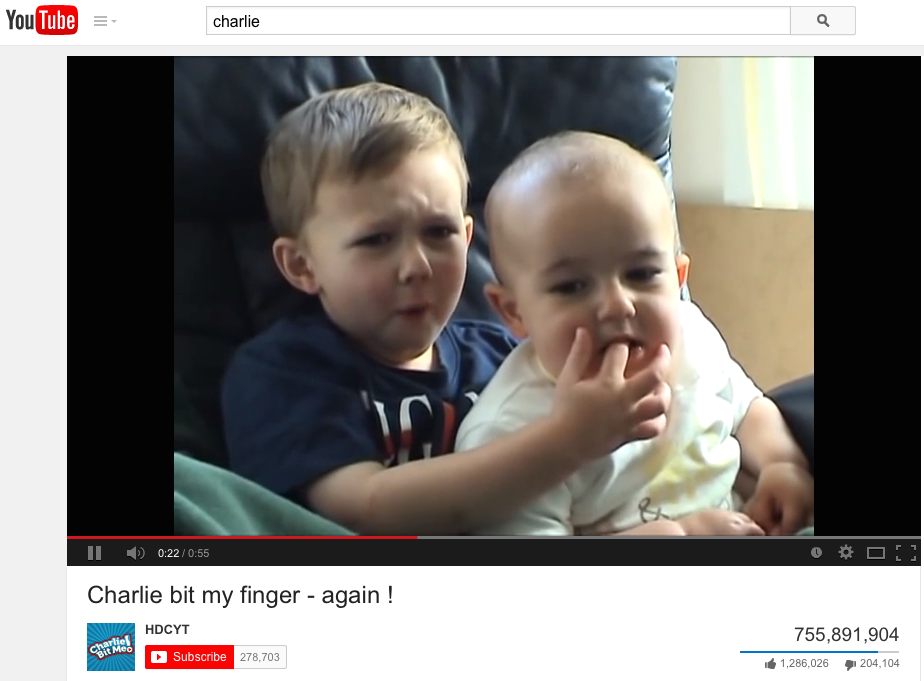 YouTube
charlie
0:22 / 0:55
Charlie bit my finger - again !
Charlie
Bit Me
HDCYT
Subscribe 278,703
755,891,904
1,286,026 204,104